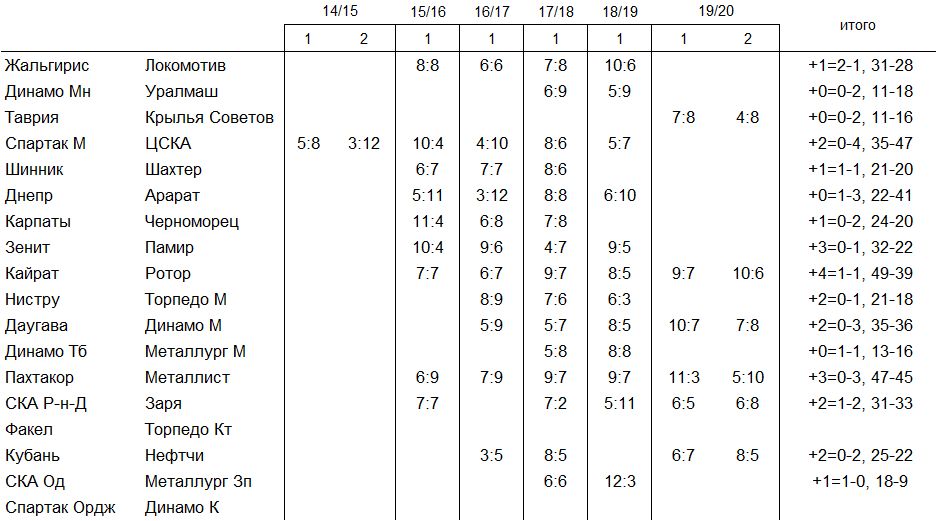 14/15 15/16 16/17 17/18 18/19 19/20 итого
1 2 1 1 1 1 1 2
Жальгирис Локомотив 8:8 6:6 7:8 10:6 +1=2-1, 31-28
Динамо Мн Уралмаш 6:9 5:9 +0=0-2, 11-18
Таврия Крылья Советов 7:8 4:8 +0=0-2, 11-16
Спартак М ЦСКА 5:8 3:12 10:4 4:10 8:6 5:7 +2=0-4, 35-47
Шинник Шахтер 6:7 7:7 8:6 +1=1-1, 21-20
Днепр Арарат 5:11 3:12 8:8 6:10 +0=1-3, 22-41
Карпаты Черноморец 11:4 6:8 7:8 +1=0-2, 24-20
Зенит Памир 10:4 9:6 4:7 9:5 +3=0-1, 32-22
Кайрат Ротор 7:7 6:7 9:7 8:5 9:7 10:6 +4=1-1, 49-39
Нистру Торпедо М 8:9 7:6 6:3 +2=0-1, 21-18
Даугава Динамо М 5:9 5:7 8:5 10:7 7:8 +2=0-3, 35-36
Динамо Тб Металлург М 5:8 8:8 +0=1-1, 13-16
Пахтакор Металлист 6:9 7:9 9:7 9:7 11:3 5:10 +3=0-3, 47-45
СКА Р-н-Д Заря 7:7 7:2 5:11 6:5 6:8 +2=1-2, 31-33
Факел Торпедо Кт
Кубань Нефтчи 3:5 8:5 6:7 8:5 +2=0-2, 25-22
СКА Од Металлург Зп 6:6 12:3 +1=1-0, 18-9
Спартак Ордж Динамо К